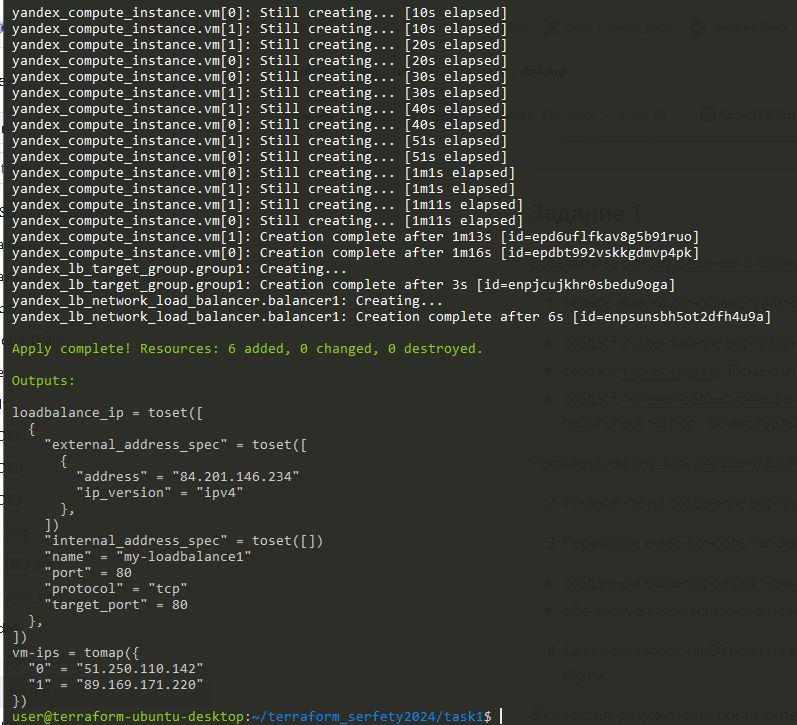 yandex_compute_instance.vm[0]: Still creating... [10s elapsed]
yandex_compute_instance.vm[1]: Still creating... [10s elapsed]
yandex_compute_instance.vm[1]: Still creating... [20s elapsed]
yandex_compute_instance.vm[0]: Still creating... [20s elapsed]
yandex_compute_instance.vm[0]: Still creating... [30s elapsed]
yandex_compute_instance.vm[1]: Still creating... [30s elapsed]
yandex_compute_instance.vm[1]: Still creating... [40s elapsed]
yandex_compute_instance.vm[0]: Still creating... [40s elapsed]
yandex_compute_instance.vm[1]: Still creating... [51s elapsed]
yandex_compute_instance.vm[0]: Still creating... [51s elapsed]
yandex_compute_instance.vm[0]: Still creating... [1m1s elapsed]
yandex_compute_instance.vm[1]: Still creating... [1m1s elapsed]
yandex_compute_instance.vm[1]: Still creating... [1m11s elapsed]
yandex_compute_instance.vm[0]: Still creating... [1m11s elapsed]
yandex_compute_instance.vm[1]: Creation complete after 1m13s [id=epd6uflfkav8g5b91ruo]
yandex_compute_instance.vm[0]: Creation complete after 1m16s [id=epdbt992vskkgdmvp4pk]
yandex_lb_target_group.group1: Creating...
yandex_lb_target_group.group1: Creation complete after 3s [id=enpjcujkhr0sbedu9oga]
yandex_lb_network_load_balancer.balancer1: Creating...
yandex_lb_network_load_balancer.balancer1: Creation complete after 6s [id=enpsunsbh5ot2dfh4u9a]
Apply complete! Resources: 6 added, 0 changed, 0 destroyed.
Outputs:
loadbalance_ip = toset([
{
"external_address_spec" = toset([
{
"address" = "84.201.146.234"
"ip_version" = "ipv4"
},
])
"internal_address_spec" = toset([])
"name" = "my-loadbalance1"
"port" = 80
"protocol" = "tcp"
"target_port" = 80
},
])
vm-ips = tomap({
"0" = "51.250.110.142"
"1" = "89.169.171.220"
})
user@terraform-ubuntu-desktop:~/terraform_serfety2024/task1$
Задание 1